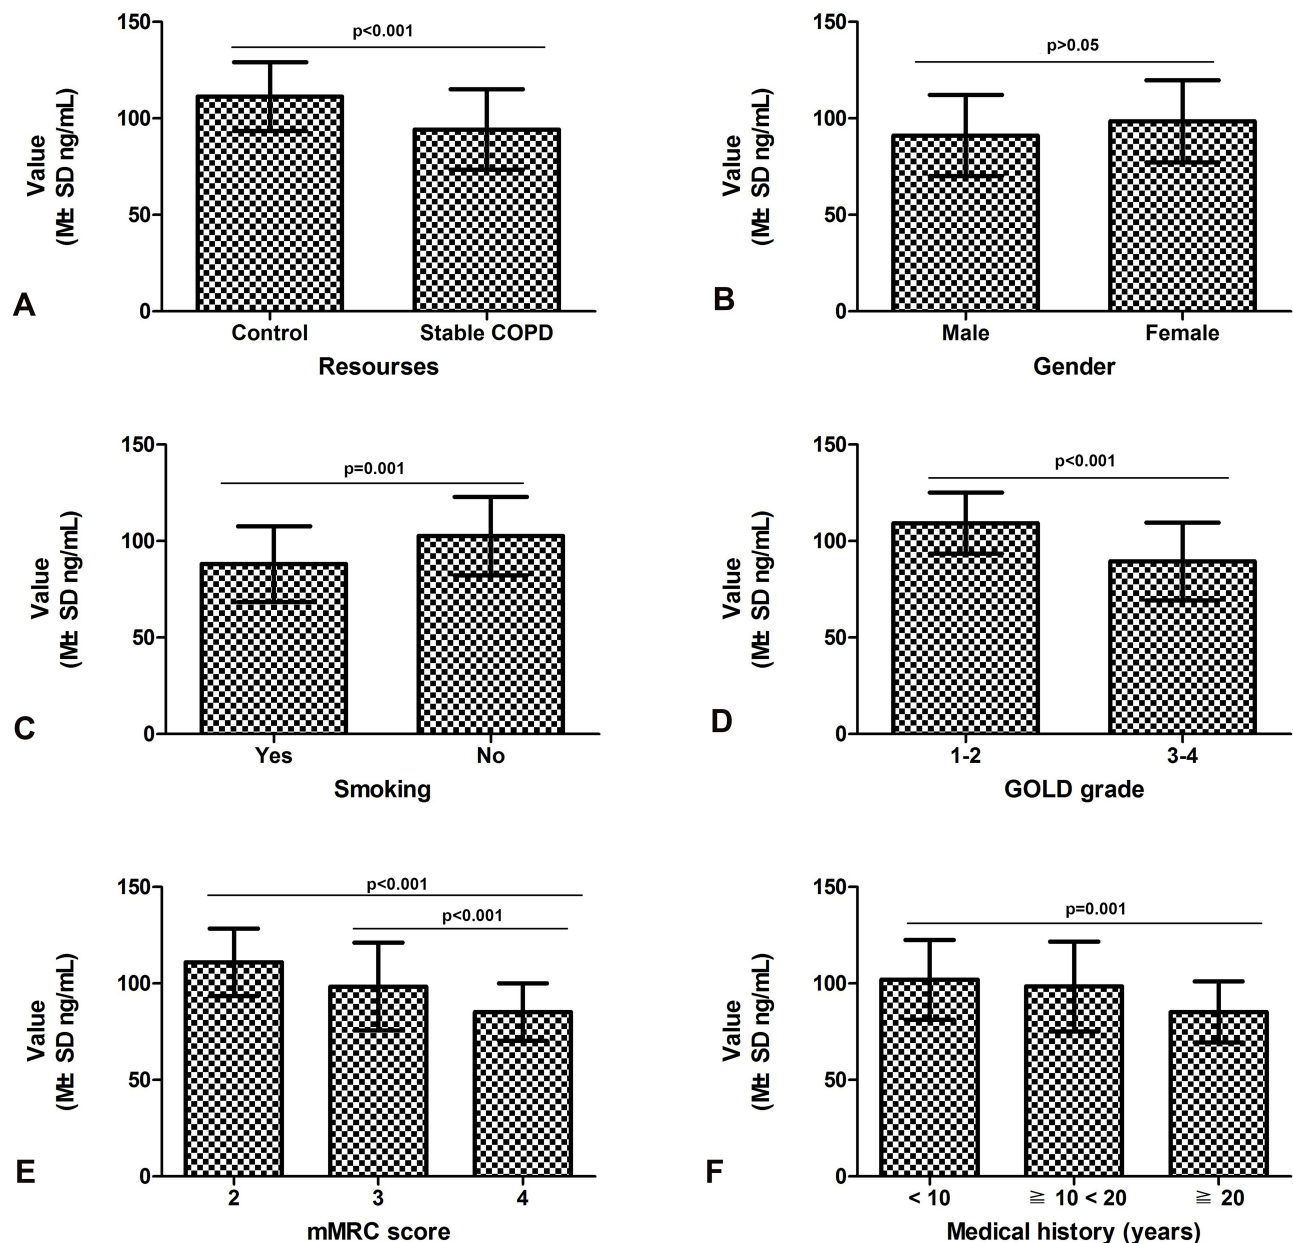 150
100
50
0
Value
(M± SD ng/mL)
p<0.001
Control
Stable COPD
Resourses
A
150
100
50
0
Value
(M± SD ng/mL)
p>0.05
Male
Female
Gender
B
150
100
50
0
Value
(M± SD ng/mL)
p=0.001
Yes
No
Smoking
C
150
100
50
0
Value
(M± SD ng/mL)
p<0.001
1-2
3-4
GOLD grade
D
150
100
50
0
Value
(M± SD ng/mL)
p<0.001
p<0.001
2
3
4
mMRC score
E
150
100
50
0
Value
(M± SD ng/mL)
p=0.001
< 10
≧ 10 < 20
≧ 20
Medical history (years)
F